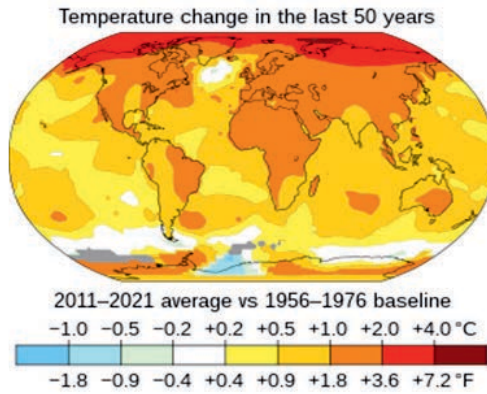 Temperature change in the last 50 years
2011–2021 average vs 1956–1976 baseline
−1.0 −0.5 −0.2 +0.2 +0.5 +1.0 +2.0 +4.0 °C
−1.8 −0.9 −0.4 +0.4 +0.9 +1.8 +3.6 +7.2 °F